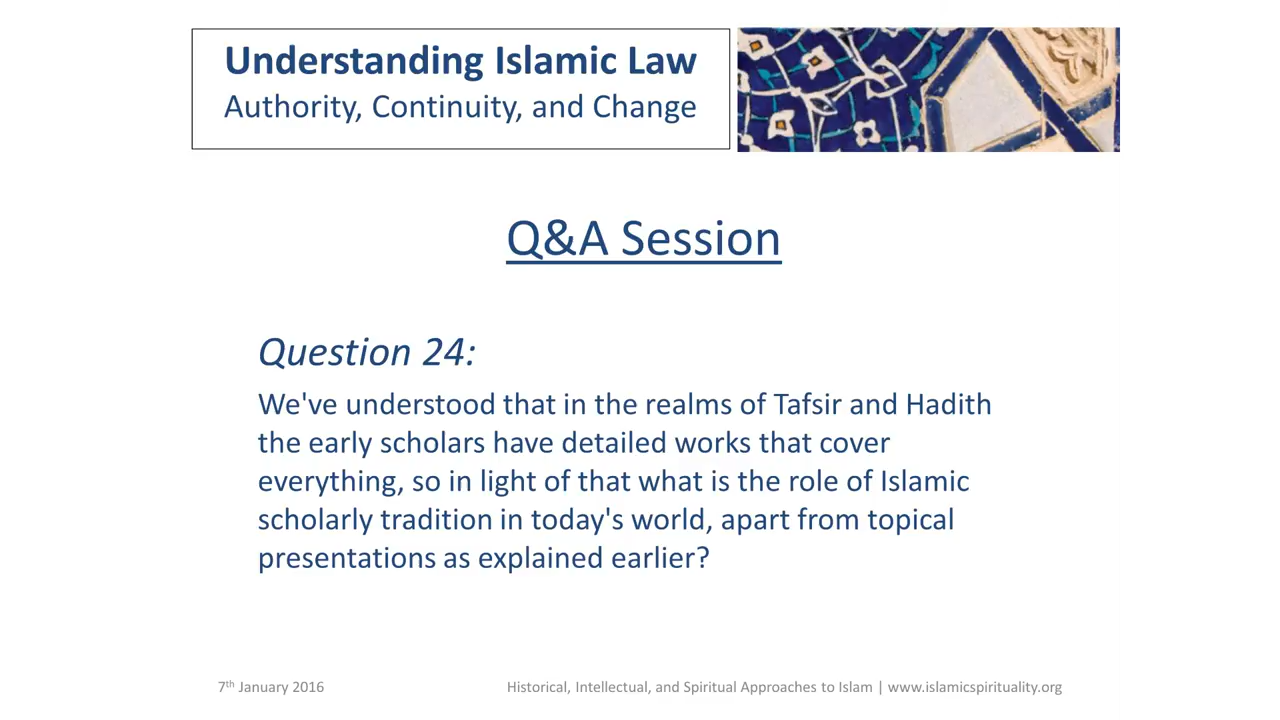 Understanding Islamic Law
Authority, Continuity, and Change
Q&A Session
Question 24:
We've understood that in the realms of Tafsir and Hadith
the early scholars have detailed works that cover
everything, so in light of that what is the role of Islamic
scholarly tradition in today's world, apart from topical
presentations as explained earlier?
7th January 2016
Historical, Intellectual, and Spiritual Approaches to Islam | www.islamicspirituality.org